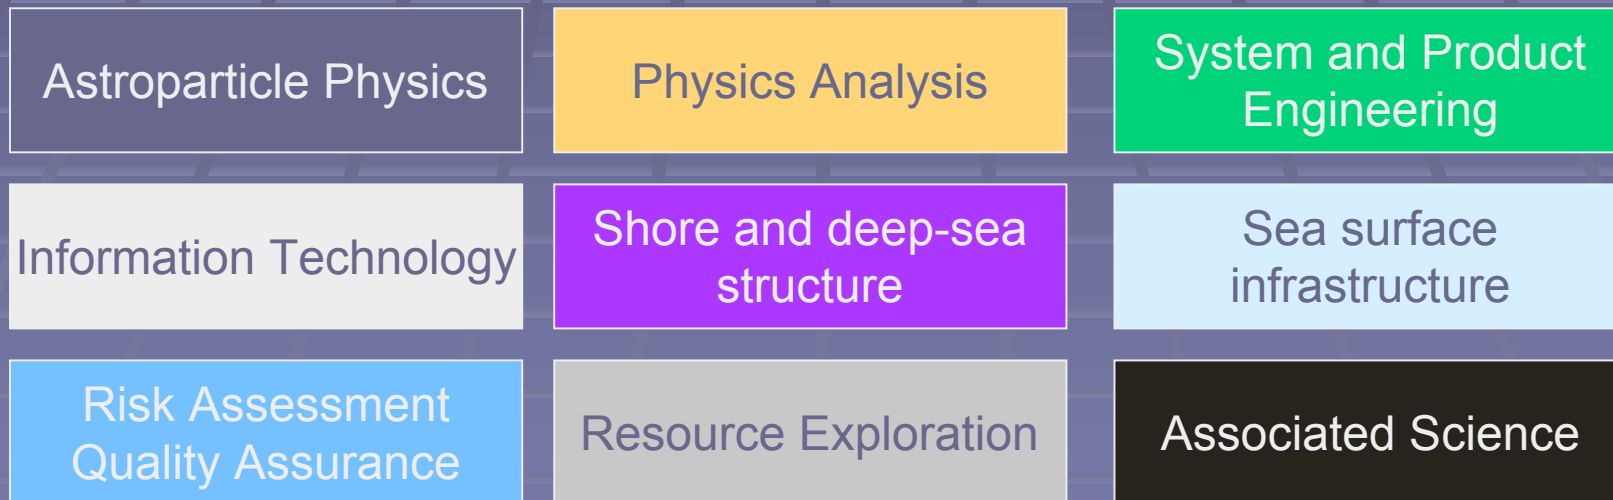 Astroparticle Physics
Physics Analysis
System and Product
Engineering
Information Technology
Shore and deep-sea
structure
Sea surface
infrastructure
Risk Assessment
Quality Assurance
Resource Exploration
Associated Science